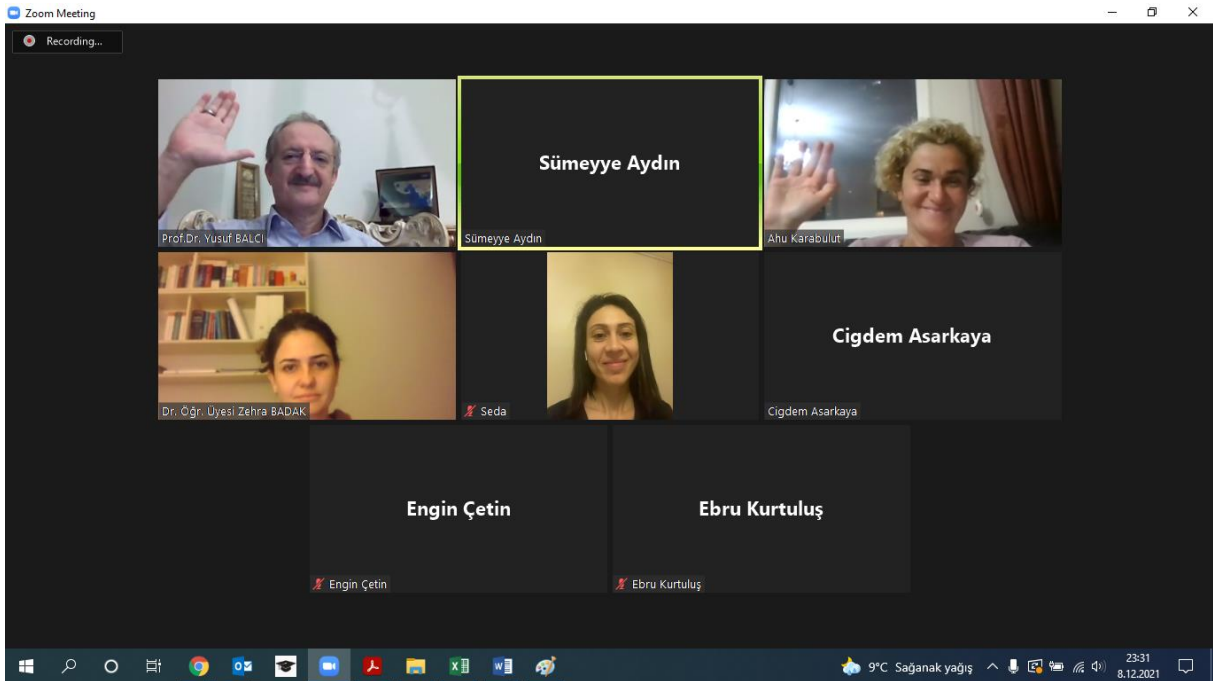 Zoom Meeting
Recording...
Prof.Dr. Yusuf BALCI
Sümeyye Aydın
Sümeyye Aydın
Ahu Karabulut
Dr. Öğr. Üyesi Zehra BADAK
Seda
Cigdem Asarkaya
Cigdem Asarkaya
Engin Çetin
Engin Çetin
Ebru Kurtuluş
Ebru Kurtuluş
9°C Sağanak yağış
23:31
8.12.2021